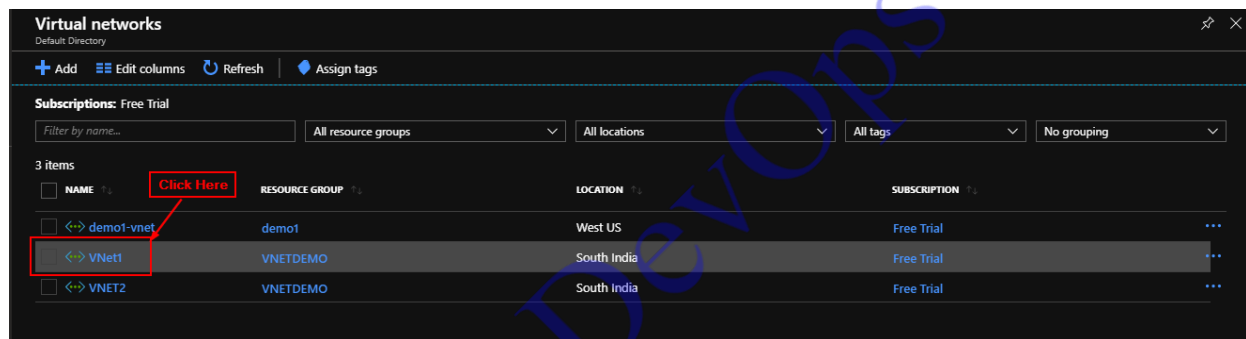 Virtual networks
Default Directory
Add Edit columns Refresh Assign tags
Subscriptions: Free Trial
Filter by name... All resource groups All locations All tags No grouping
3 items
NAME Click Here RESOURCE GROUP LOCATION SUBSCRIPTION
demo1-vnet demo1 West US Free Trial
VNet1 VNETDEMO South India Free Trial
VNET2 VNETDEMO South India Free Trial
DevOps